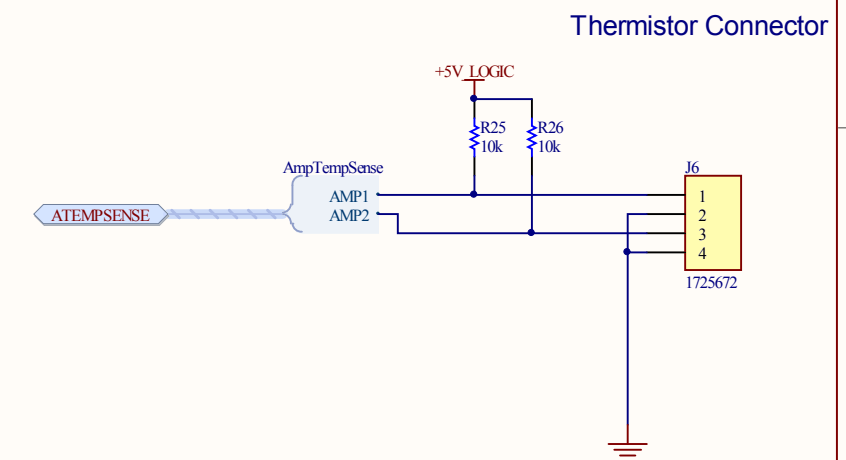 Thermistor Connector
+5V_LOGIC
R25
10k
R26
10k
AmpTempSense
J6
AMP1
AMP2
ATEMPSENSE
1
2
3
4
1725672